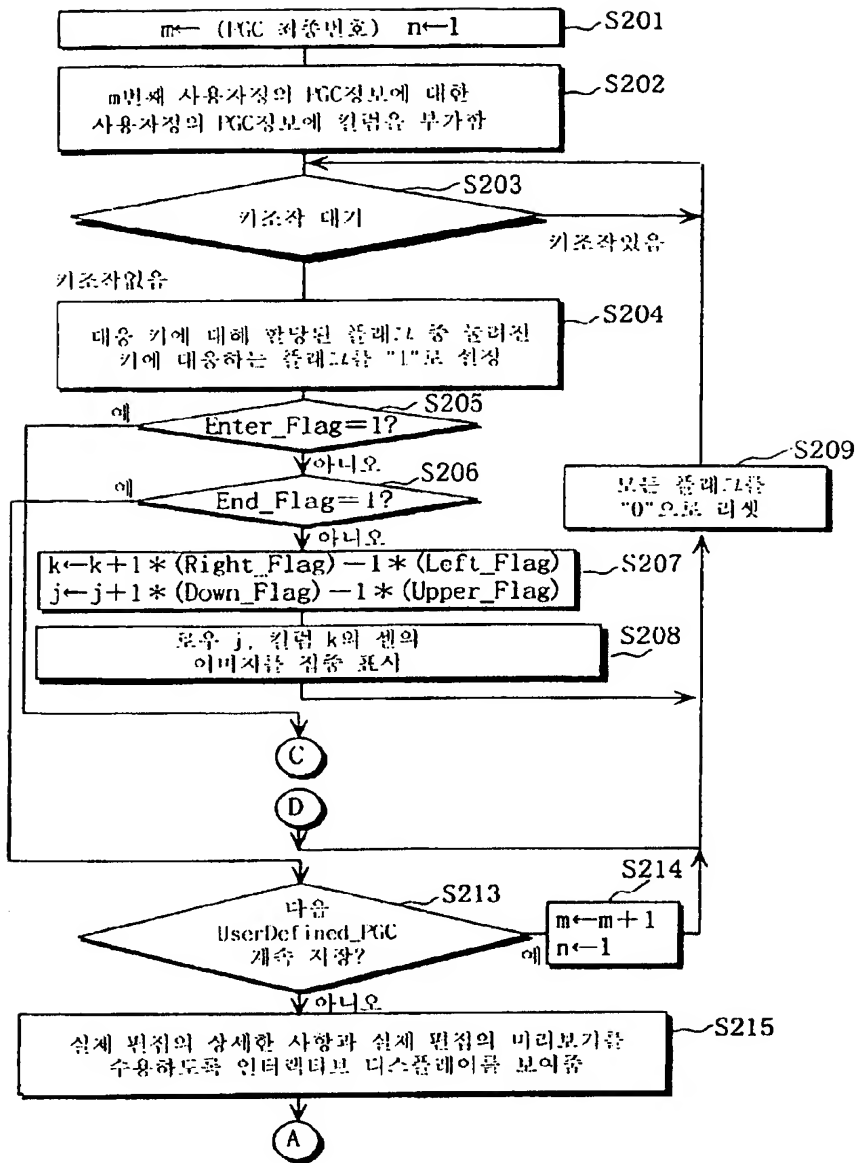 m← (PGC 최종번호) n←1
S201
m번째 사용자정의 PGC정보에 대한
사용자정의 PGC정보에 컬럼을 부가함
S202
S203
키조작 대기
키조작있음
키조작없음
대응 키에 대해 할당된 플래그 중 눌러진
키에 대응하는 플래그를 "1"로 설정
S204
S205
예
Enter_Flag=1?
아니오
S206
예
End_Flag=1?
아니오
S209
모든 플래그를
"0"으로 리셋
k←k+1*(Right_Flag)-1*(Left_Flag)
j←j+1*(Down_Flag)-1*(Upper_Flag)
S207
로우 j, 컬럼 k의 셀의
이미지를 집중 표시
S208
C
D
S213
다음
UserDefined_PGC
계속 저장?
예
S214
m←m+1
n←1
아니오
실제 편집의 상세한 사항과 실제 편집의 미리보기를
수용하도록 인터랙티브 디스플레이를 보여줌
S215
A